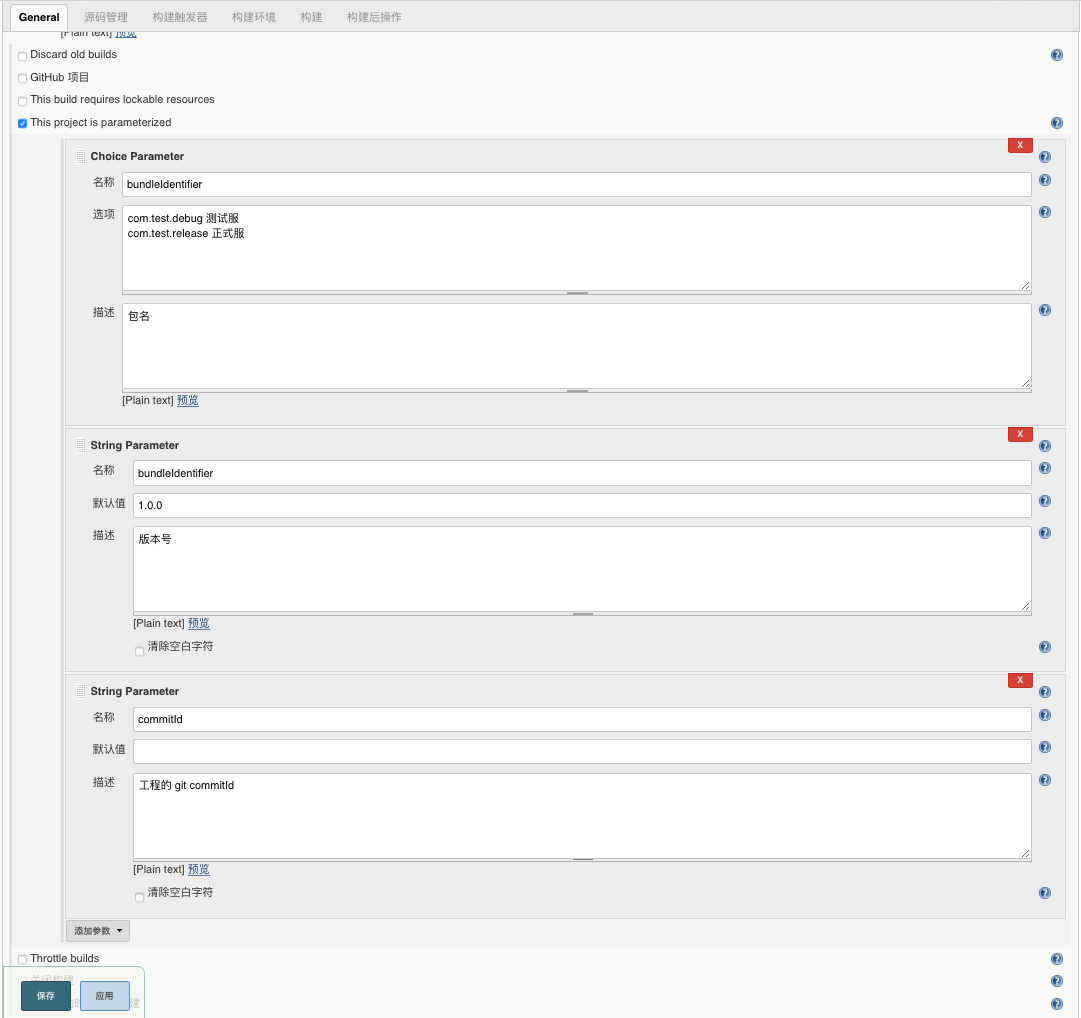 General 源码管理 构建触发器 构建环境 构建 构建后操作
[Plain text] 预览
Discard old builds
GitHub 项目
This build requires lockable resources
This project is parameterized
X
Choice Parameter
名称 bundleIdentifier
选项 com.test.debug 测试服
com.test.release 正式服
描述 包名
[Plain text] 预览
X
String Parameter
名称 bundleIdentifier
默认值 1.0.0
描述 版本号
[Plain text] 预览
清除空白字符
X
String Parameter
名称 commitId
默认值
描述 工程的 git commitId
[Plain text] 预览
清除空白字符
添加参数
Throttle builds
关闭构建
保存 应用 建